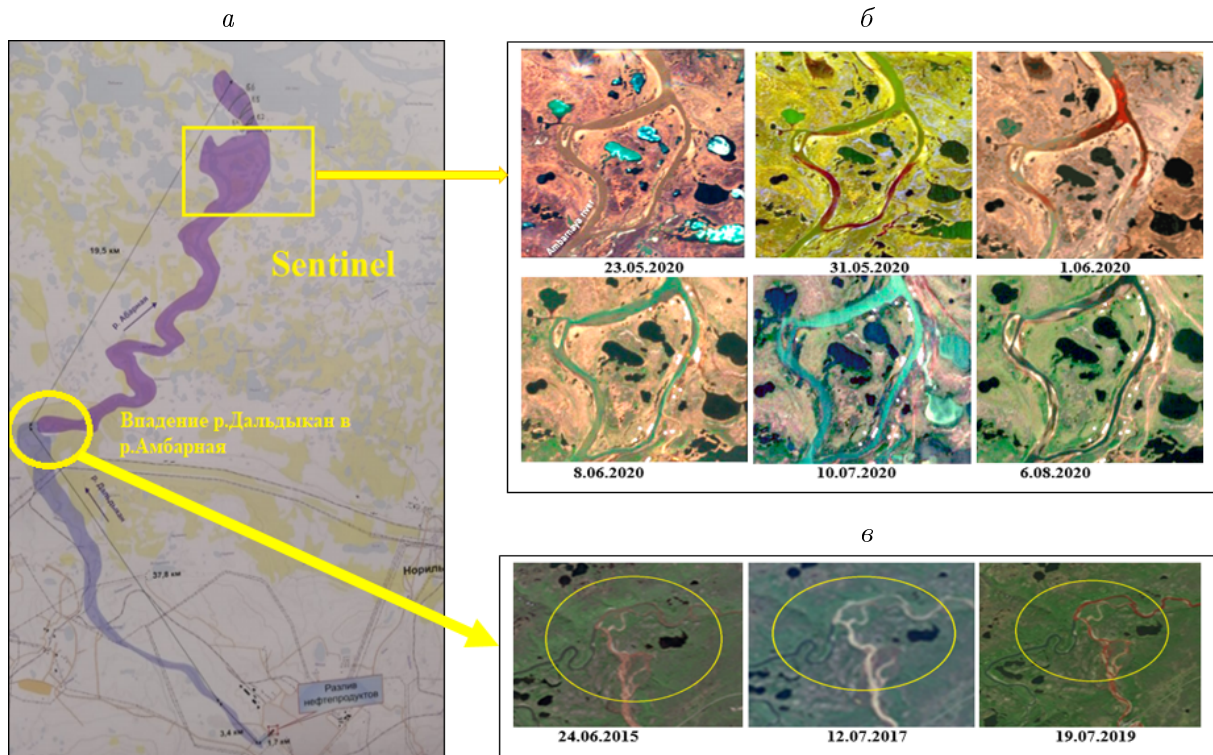 а
б
19,5 км
Sentinel
р. Абарная
Впадение р.Дальдыкан в
р.Амбарная
р. Дальдыкан
37,8 км
Нориль
Разлив
нефтепродуктов
3,4 км
1,7 км
Ambarnaya river
23.05.2020
31.05.2020
1.06.2020
8.06.2020
10.07.2020
6.08.2020
в
24.06.2015
12.07.2017
19.07.2019